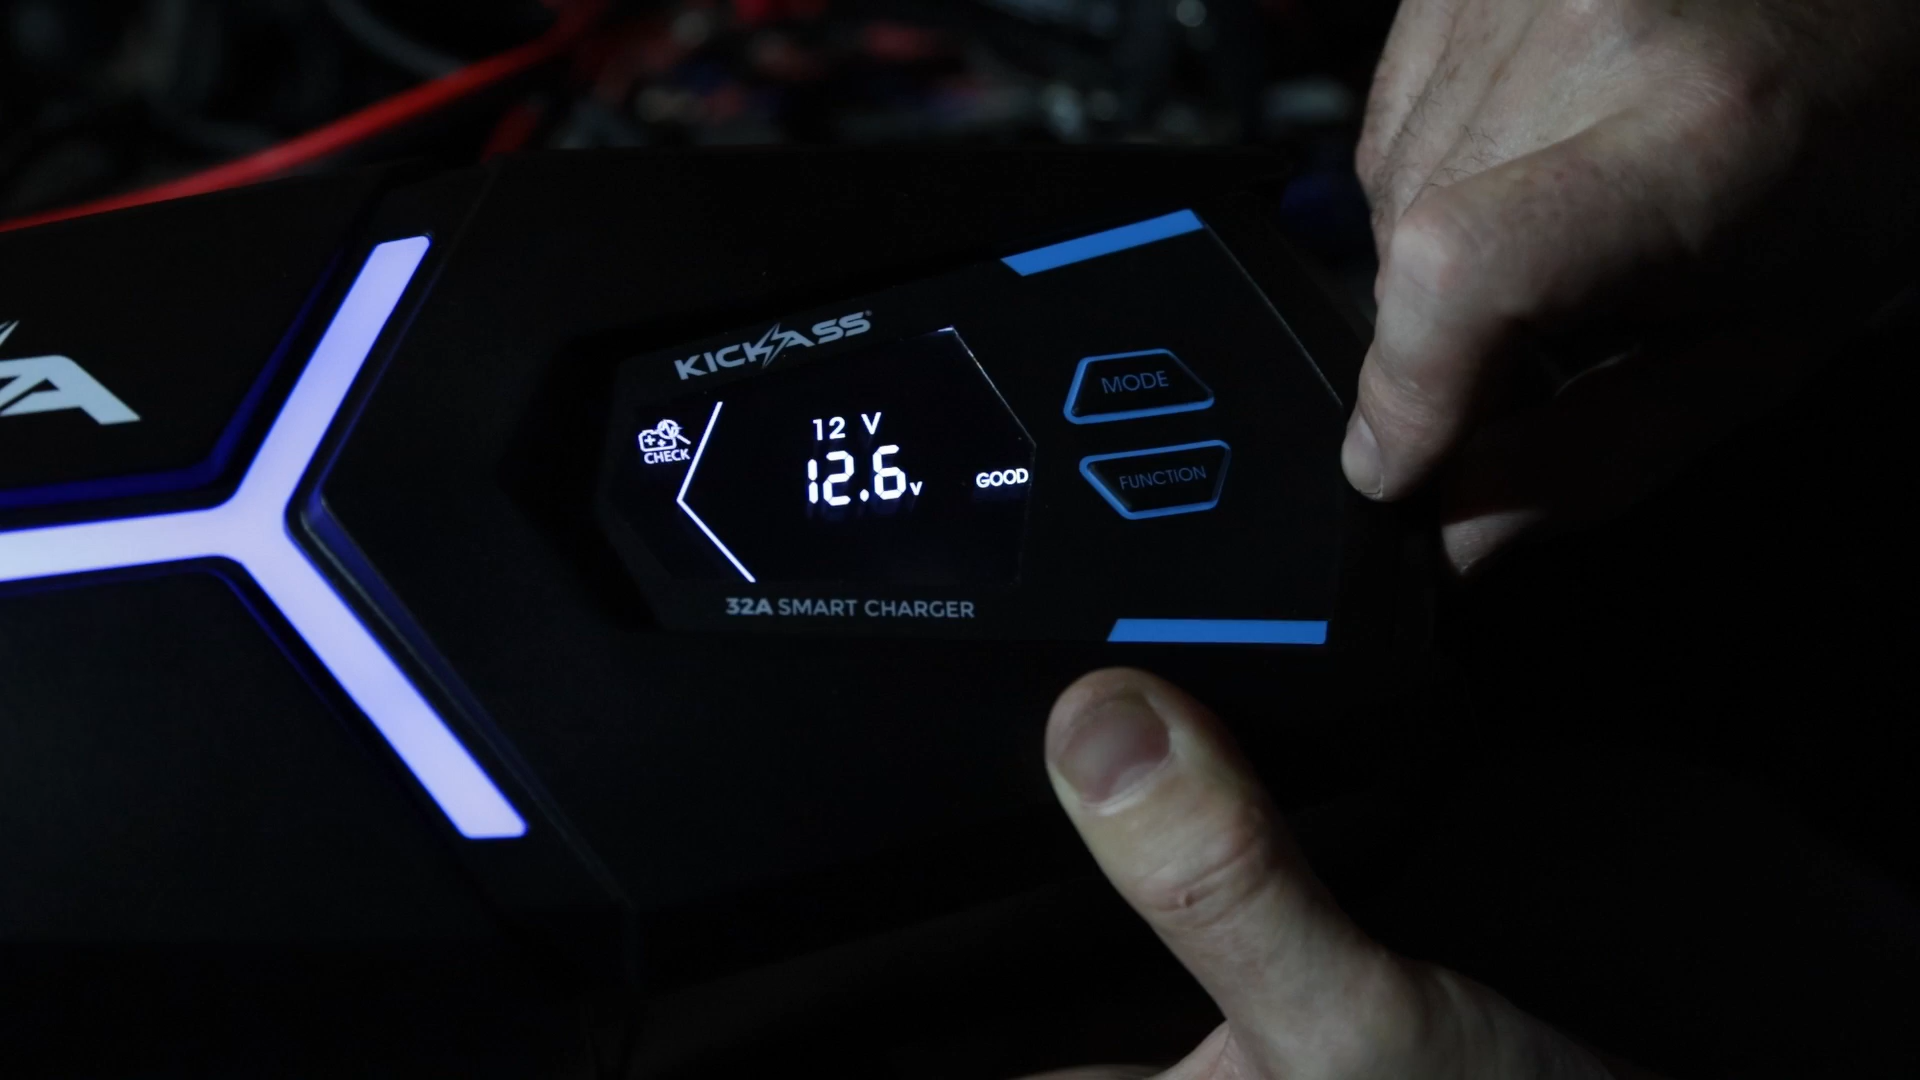 KICKASS®
12 V
CHECK
12.6v
GOOD
MODE
FUNCTION
32A SMART CHARGER